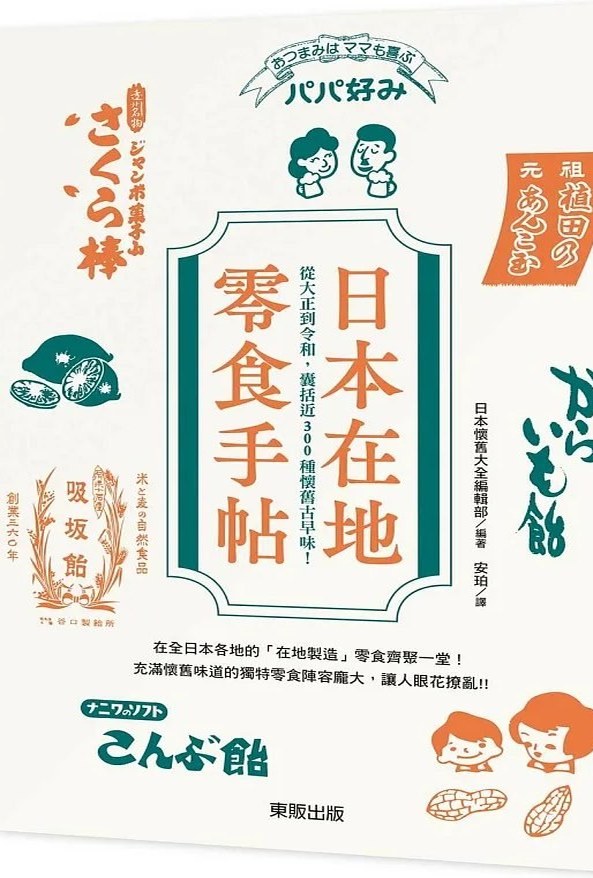 おつまみは ママも喜ぶ
パパ好み
遠州名物
さくら棒
ジャンボ菓子ふ
元祖
植田の
あんこ玉
日本在地
零食手帖
從大正到令和，囊括近300種懷舊古早味！
からいも飴
日本懷舊大全編輯部／編著 安珀／譯
米と麦の自然食品
吸坂飴
創業三六〇年
谷口製飴所
在全日本各地的「在地製造」零食齊聚一堂！
充滿懷舊味道的獨特零食陣容龐大，讓人眼花撩亂!!
ナニワのソフト
こんぶ飴
東販出版